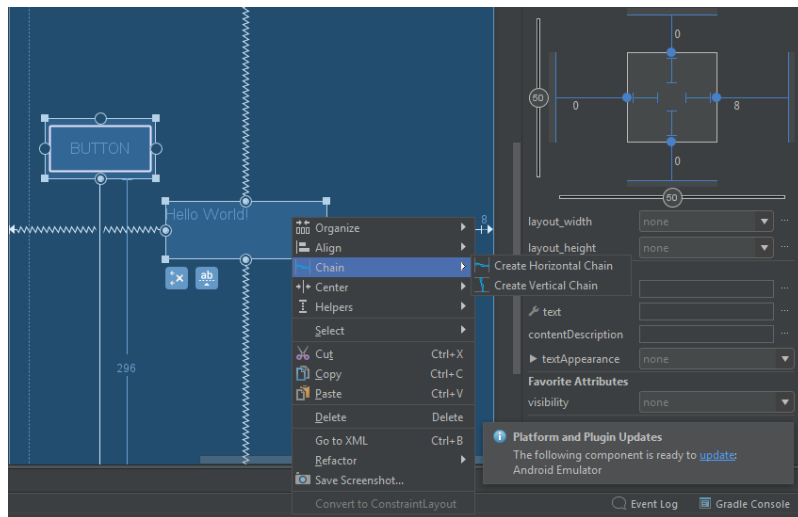 0
50
0
8
BUTTON
0
50
Hello World!
8
layout_width none ...
layout_height none ...
Organize
Align
Chain
Create Horizontal Chain
Create Vertical Chain
Center
Helpers
Select
Cut Ctrl+X
Copy Ctrl+C
Paste Ctrl+V
Delete Delete
Go to XML Ctrl+B
Refactor
Save Screenshot...
Convert to ConstraintLayout
ab
296
...
text ...
contentDescription
textAppearance none
Favorite Attributes
visibility none
Platform and Plugin Updates
The following component is ready to update:
Android Emulator
Event Log Gradle Console